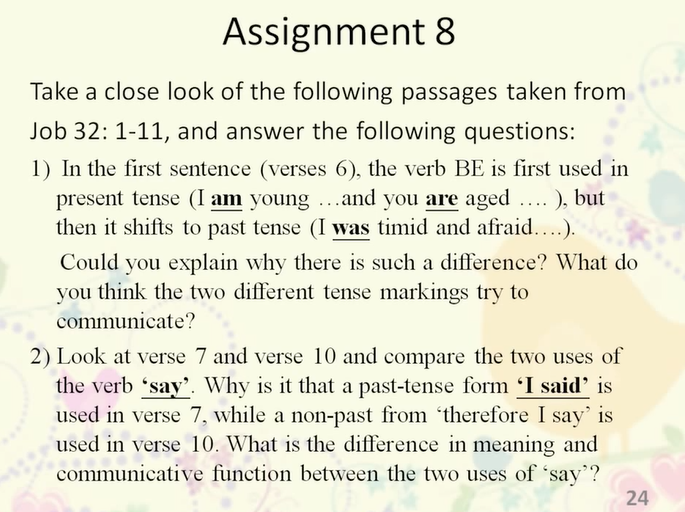 Assignment 8
Take a close look of the following passages taken from
Job 32: 1-11, and answer the following questions:
1) In the first sentence (verses 6), the verb BE is first used in
present tense (I am young …and you are aged …. ), but
then it shifts to past tense (I was timid and afraid….).
Could you explain why there is such a difference? What do
you think the two different tense markings try to
communicate?
2) Look at verse 7 and verse 10 and compare the two uses of
the verb ‘say’. Why is it that a past-tense form ‘I said’ is
used in verse 7, while a non-past from ‘therefore I say’ is
used in verse 10. What is the difference in meaning and
communicative function between the two uses of ‘say’?
24